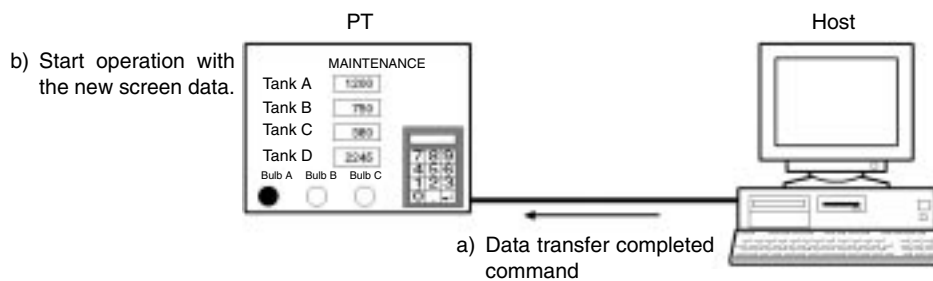 PT
Host
b) Start operation with
the new screen data.
MAINTENANCE
Tank A 1200
Tank B 750
Tank C
Tank D 2245
Bulb A Bulb B Bulb C
7 8 9
4 5 6
1 2 3
0
a) Data transfer completed
command